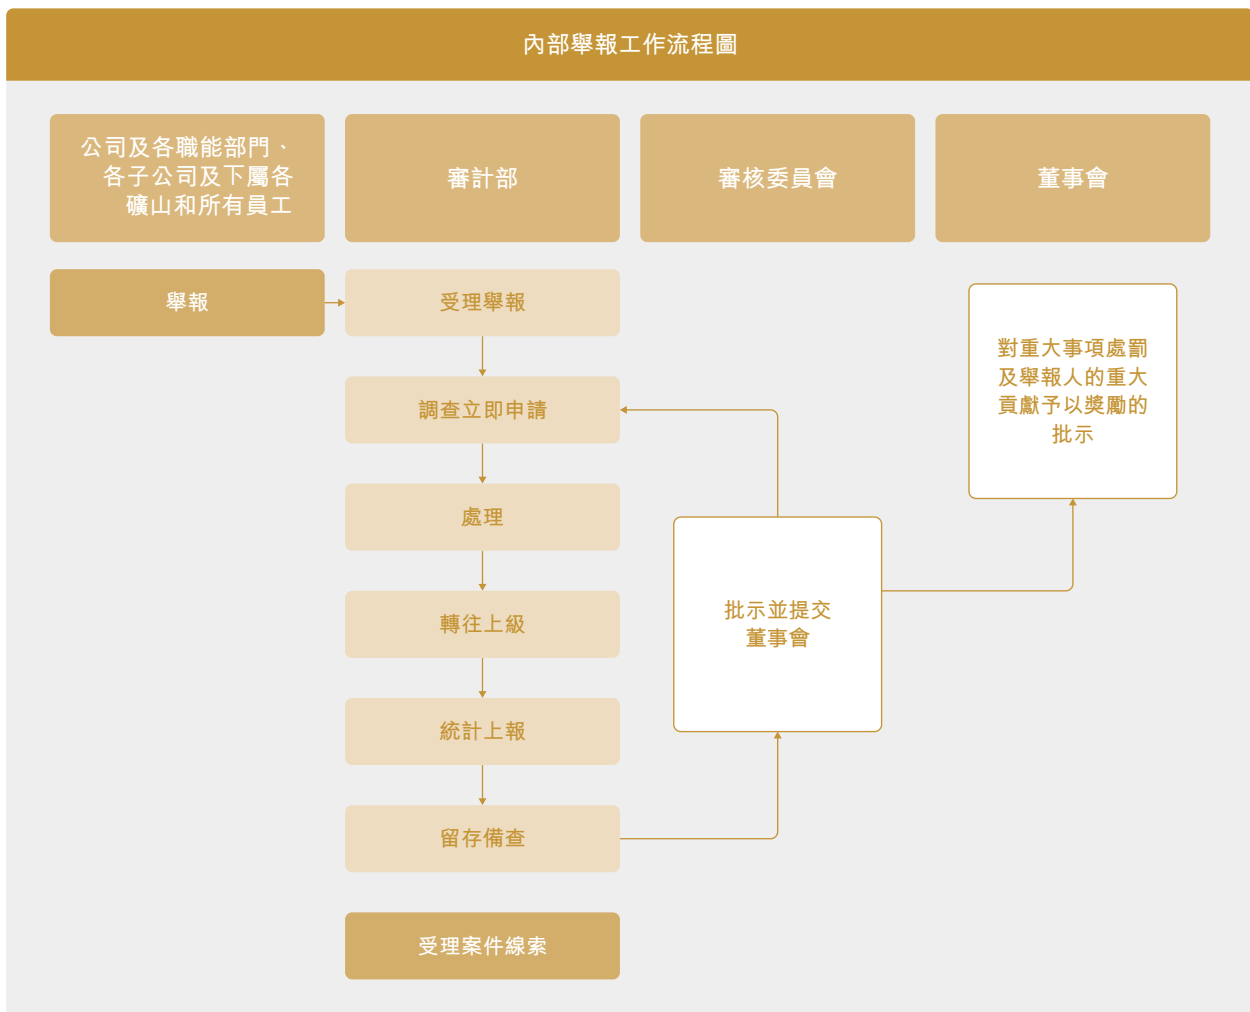 內部舉報工作流程圖
公司及各職能部門、
各子公司及下屬各
礦山和所有員工
審計部
審核委員會
董事會
舉報
受理舉報
調查立即申請
處理
轉往上級
統計上報
留存備查
受理案件線索
批示並提交
董事會
對重大事項處罰
及舉報人的重大
貢獻予以獎勵的
批示